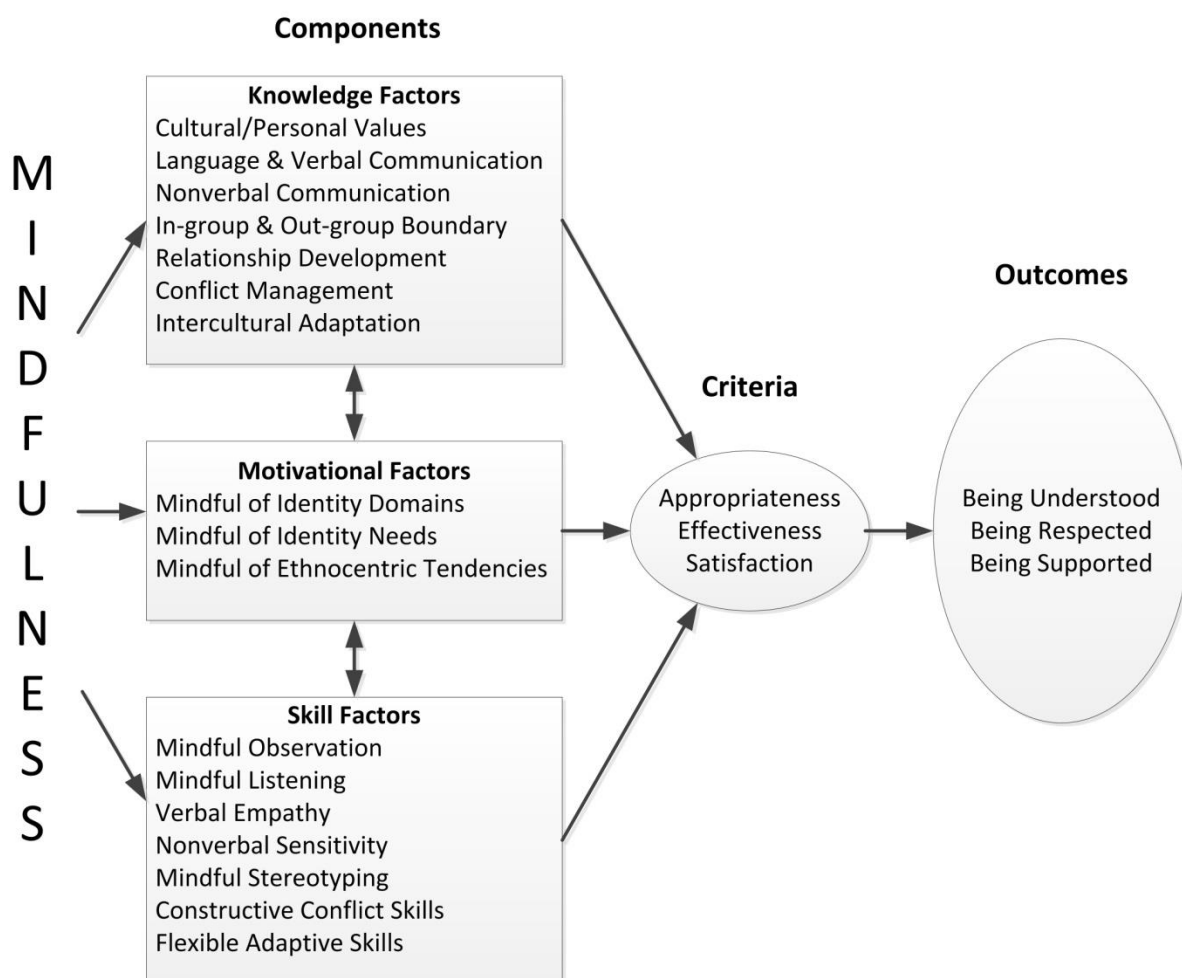 Components
MINDFULNESS
Knowledge Factors
Cultural/Personal Values
Language & Verbal Communication
Nonverbal Communication
In-group & Out-group Boundary
Relationship Development
Conflict Management
Intercultural Adaptation
Motivational Factors
Mindful of Identity Domains
Mindful of Identity Needs
Mindful of Ethnocentric Tendencies
Skill Factors
Mindful Observation
Mindful Listening
Verbal Empathy
Nonverbal Sensitivity
Mindful Stereotyping
Constructive Conflict Skills
Flexible Adaptive Skills
Criteria
Appropriateness
Effectiveness
Satisfaction
Outcomes
Being Understood
Being Respected
Being Supported